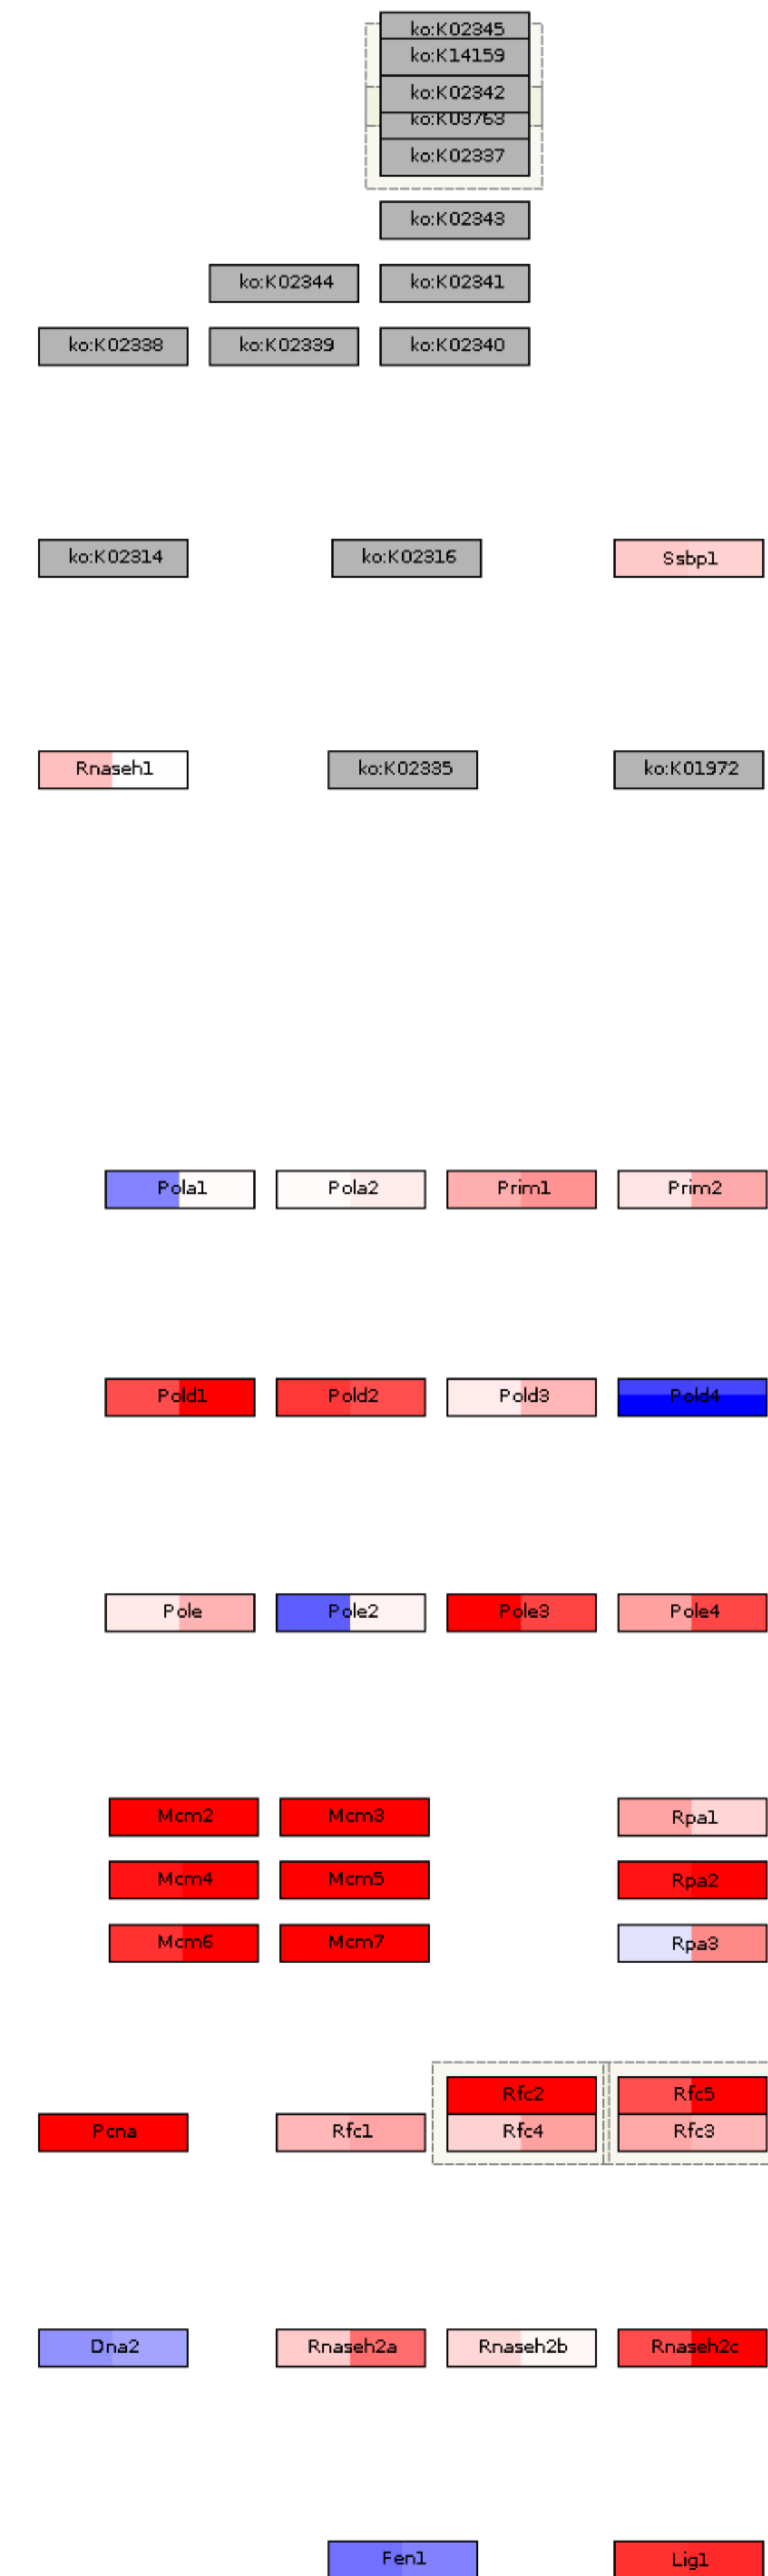 ko:K02345
ko:K14159
ko:K02342
ko:K03763
ko:K02337
ko:K02343
ko:K02344 ko:K02341
ko:K02338 ko:K02339 ko:K02340
ko:K02314 ko:K02316 Ssbp1
Rnaseh1 ko:K02335 ko:K01972
Pola1 Pola2 Prim1 Prim2
Pold1 Pold2 Pold3 Pold4
Pole Pole2 Pole3 Pole4
Mcm2 Mcm3 Rpa1
Mcm4 Mcm5 Rpa2
Mcm6 Mcm7 Rpa3
Rfc2 Rfc5
Pcna Rfc1 Rfc4 Rfc3
Dna2 Rnaseh2a Rnaseh2b Rnaseh2c
Fen1 Lig1